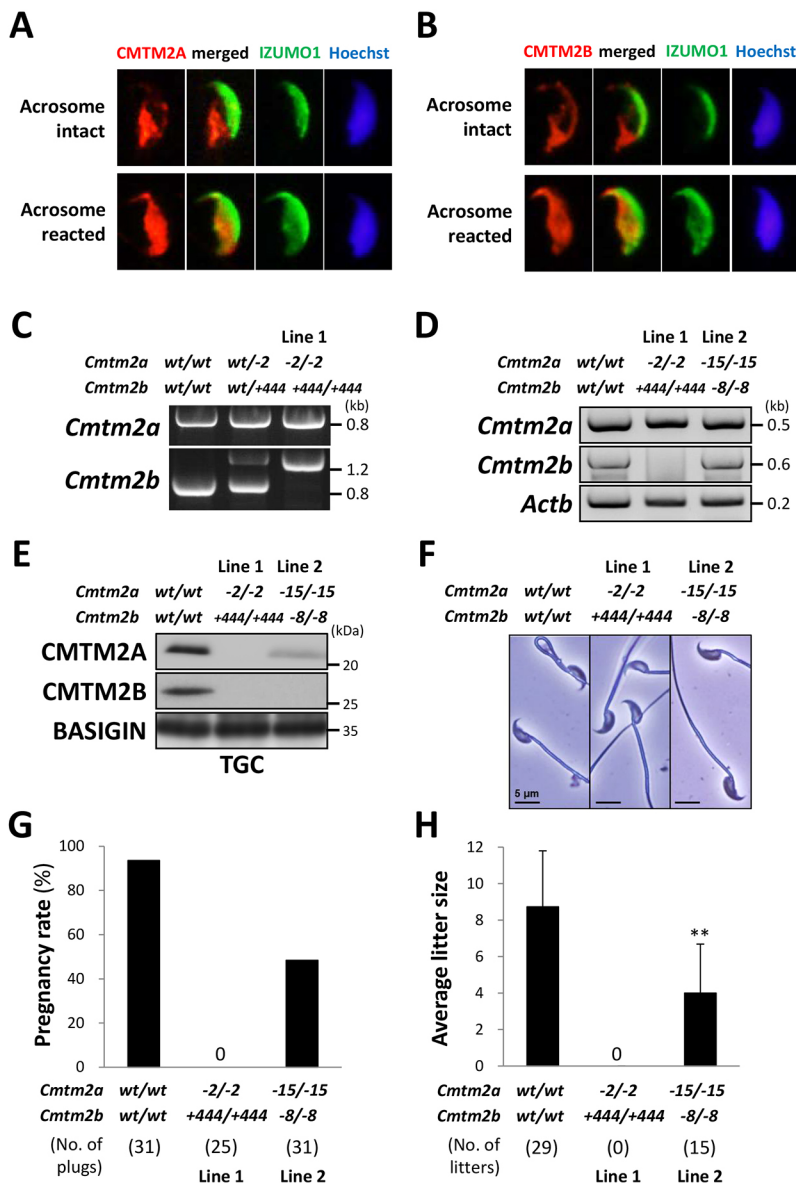 A
CMTM2A merged IZUMO1 Hoechst
Acrosome
intact
Acrosome
reacted
B
CMTM2B merged IZUMO1 Hoechst
Acrosome
intact
Acrosome
reacted
C
Line 1
Cmtm2a wt/wt wt/-2 -2/-2
Cmtm2b wt/wt wt/+444 +444/+444
(kb)
Cmtm2a 0.8
Cmtm2b 1.2
0.8
D
Line 1 Line 2
Cmtm2a wt/wt -2/-2 -15/-15
Cmtm2b wt/wt +444/+444 -8/-8
(kb)
Cmtm2a 0.5
Cmtm2b 0.6
Actb 0.2
E
Line 1 Line 2
Cmtm2a wt/wt -2/-2 -15/-15
Cmtm2b wt/wt +444/+444 -8/-8
(kDa)
CMTM2A 20
CMTM2B 25
BASIGIN 35
TGC
F
Line 1 Line 2
Cmtm2a wt/wt -2/-2 -15/-15
Cmtm2b wt/wt +444/+444 -8/-8
5 μm
G
Pregnancy rate (%)
100
80
60
40
20
0
0
Cmtm2a wt/wt -2/-2 -15/-15
Cmtm2b wt/wt +444/+444 -8/-8
(No. of
plugs) (31) (25) (31)
Line 1 Line 2
H
Average litter size
12
10
8
6
4
2
0
0
**
Cmtm2a wt/wt -2/-2 -15/-15
Cmtm2b wt/wt +444/+444 -8/-8
(No. of
litters) (29) (0) (15)
Line 1 Line 2